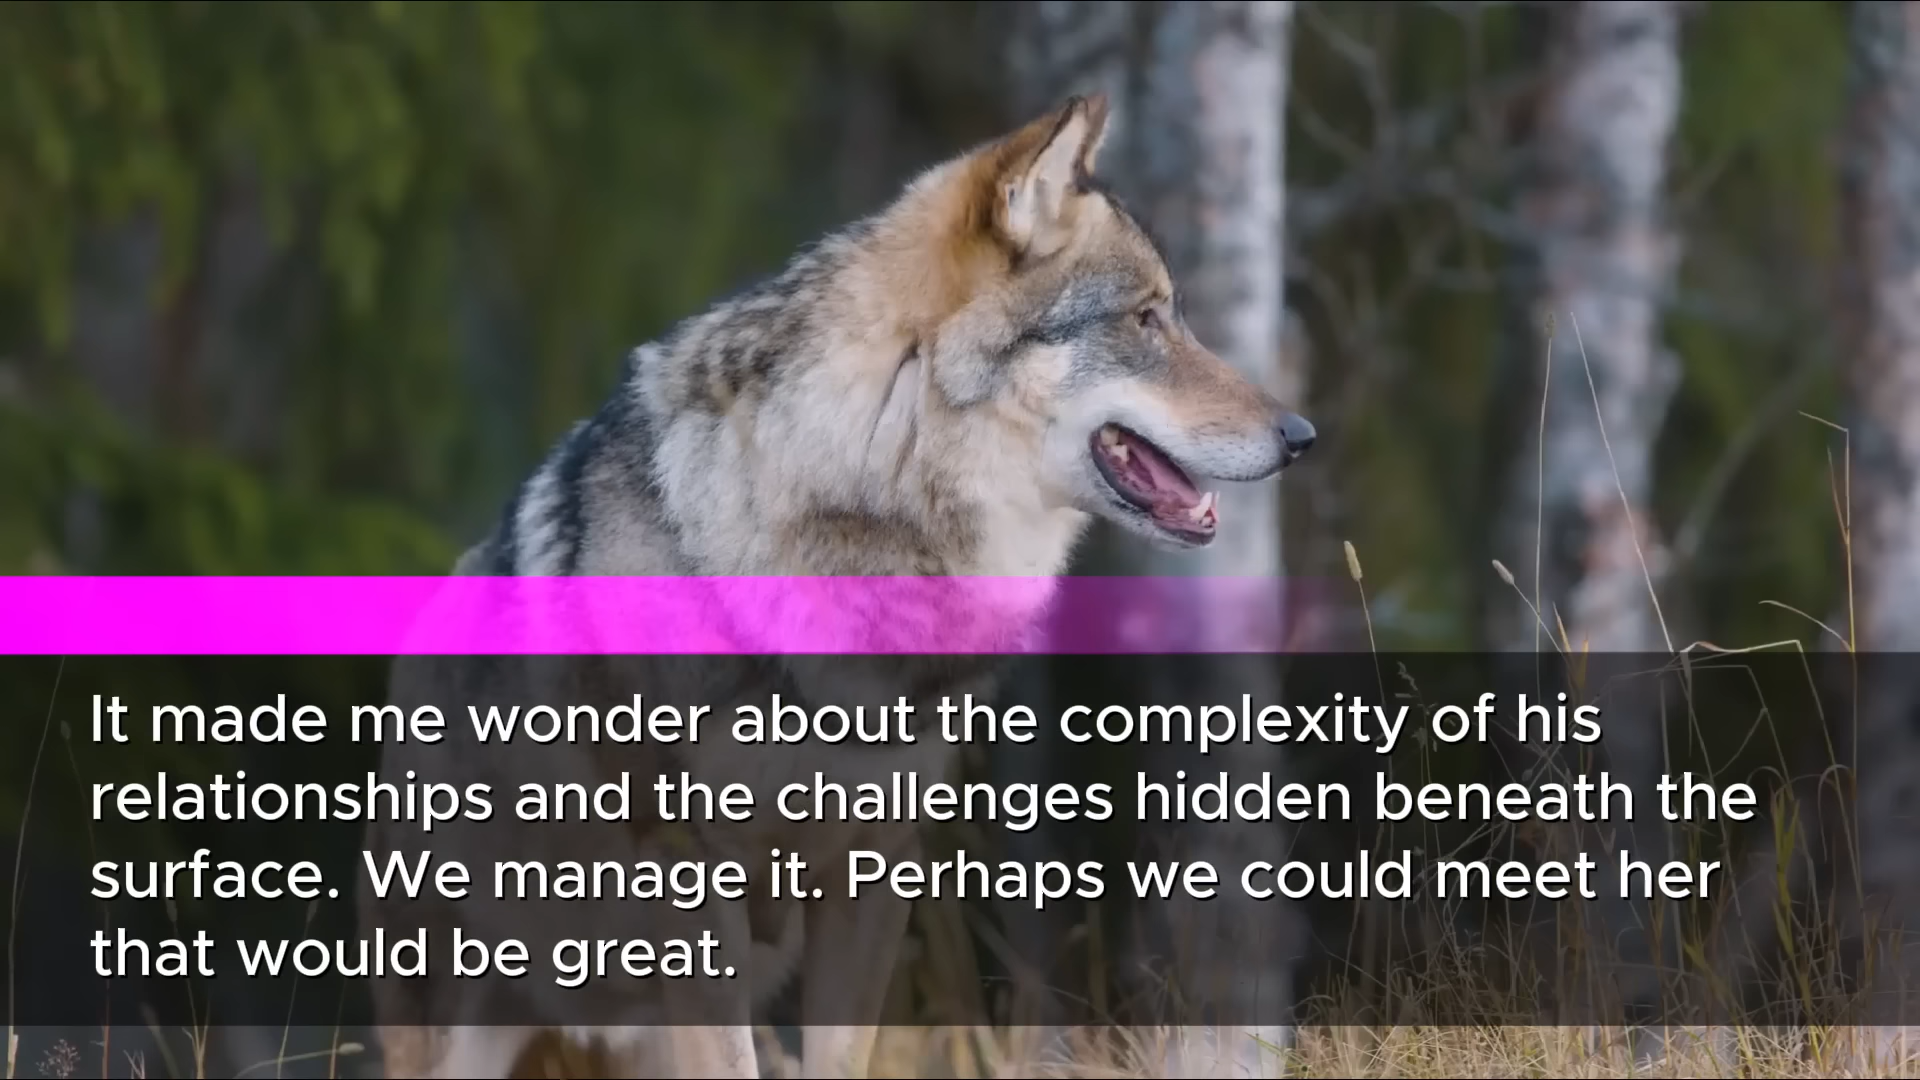 It made me wonder about the complexity of his
relationships and the challenges hidden beneath the
surface. We manage it. Perhaps we could meet her
that would be great.